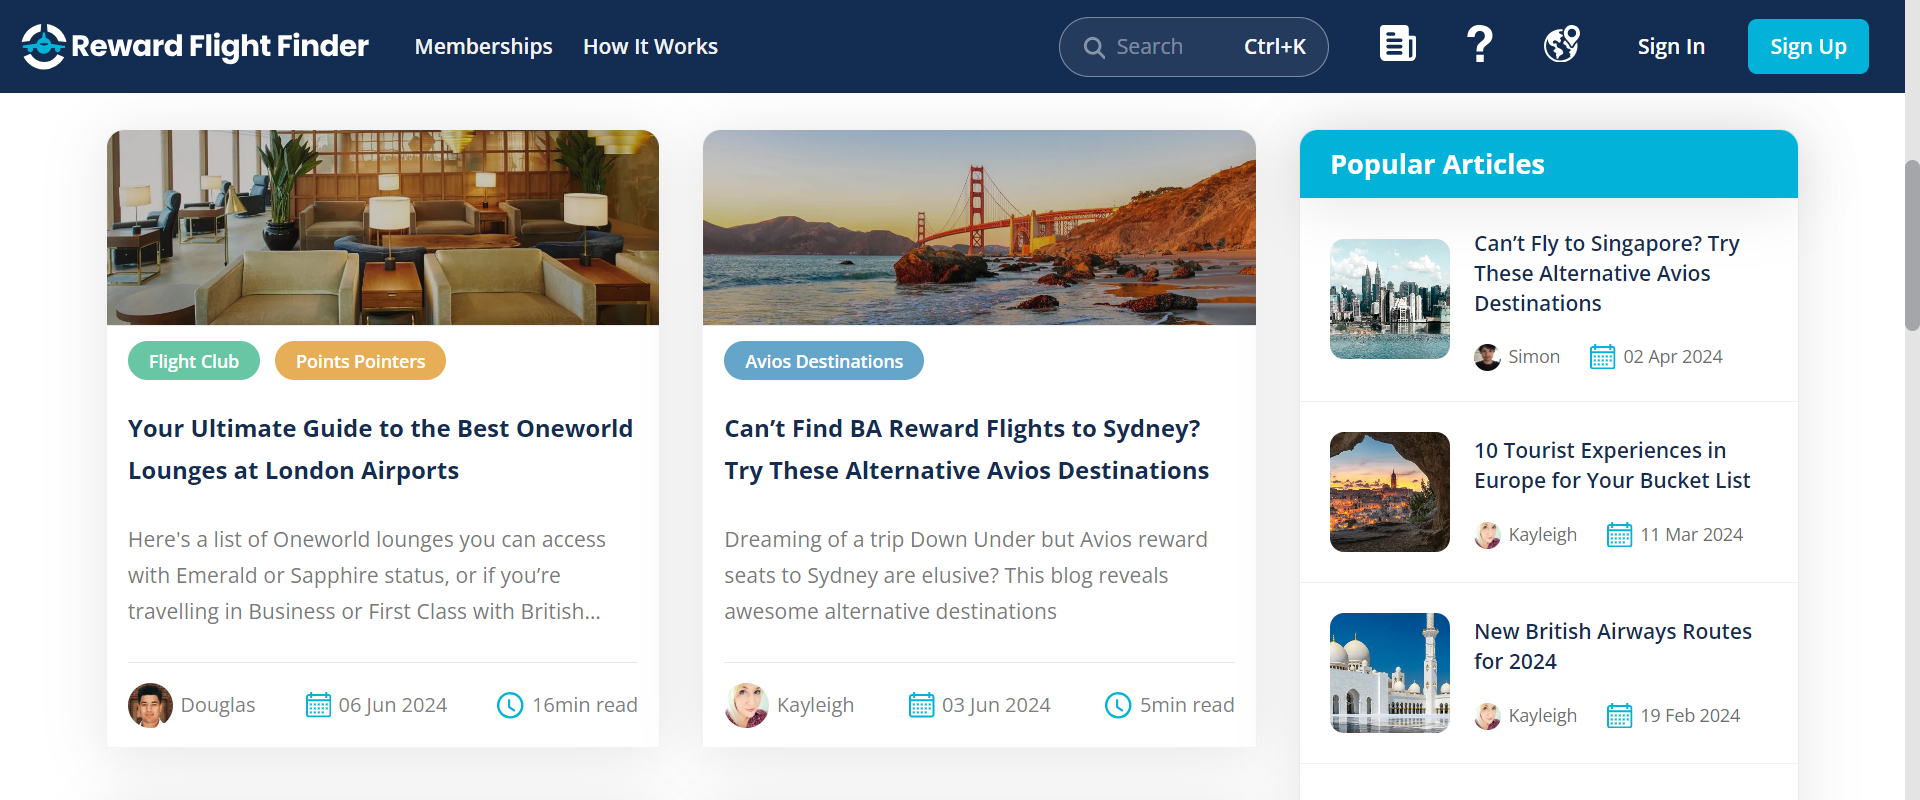 Reward Flight Finder
Memberships
How It Works
Search
Ctrl+K
?
Sign In
Sign Up
Flight Club
Points Pointers
Your Ultimate Guide to the Best Oneworld
Lounges at London Airports
Here's a list of Oneworld lounges you can access
with Emerald or Sapphire status, or if you’re
travelling in Business or First Class with British...
Douglas
06 Jun 2024
16min read
Avios Destinations
Can’t Find BA Reward Flights to Sydney?
Try These Alternative Avios Destinations
Dreaming of a trip Down Under but Avios reward
seats to Sydney are elusive? This blog reveals
awesome alternative destinations
Kayleigh
03 Jun 2024
5min read
Popular Articles
Can’t Fly to Singapore? Try
These Alternative Avios
Destinations
Simon
02 Apr 2024
10 Tourist Experiences in
Europe for Your Bucket List
Kayleigh
11 Mar 2024
New British Airways Routes
for 2024
Kayleigh
19 Feb 2024